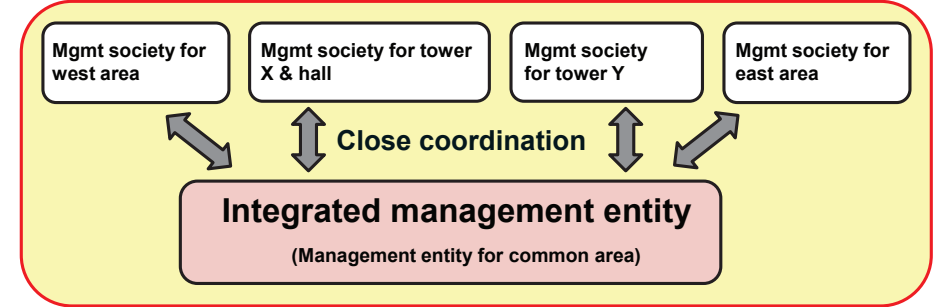 Mgmt society for
west area
Mgmt society for tower
X & hall
Mgmt society
for tower Y
Mgmt society for
east area
Close coordination
Integrated management entity
(Management entity for common area)